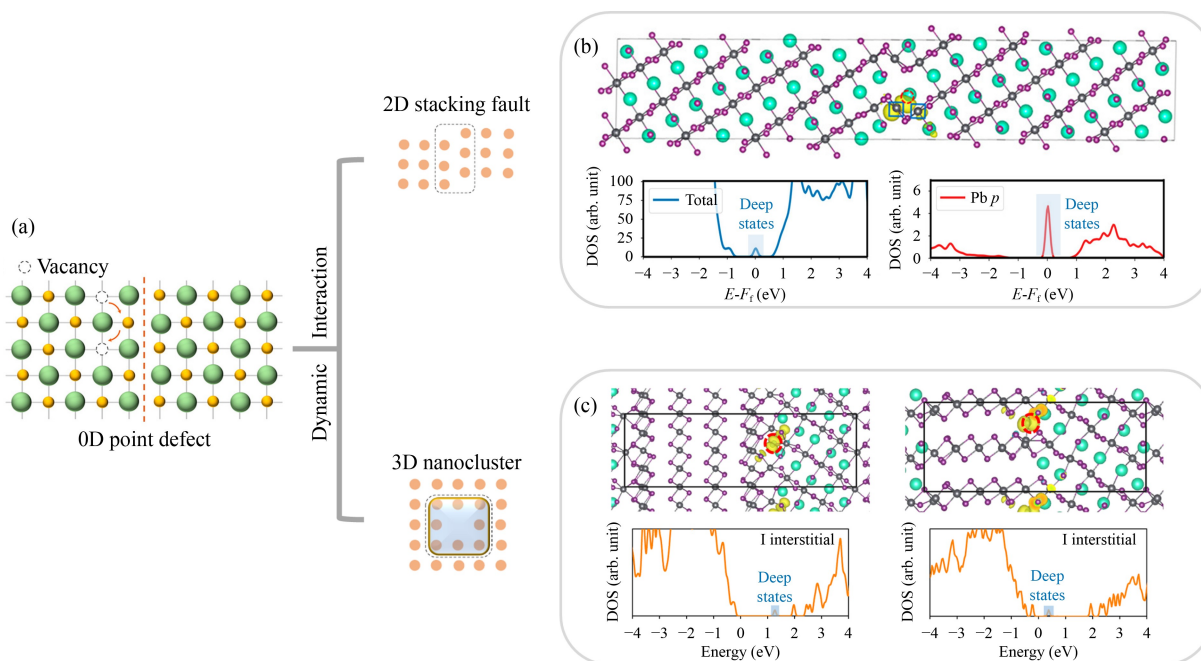 (a)
Vacancy
0D point defect
Interaction
Dynamic
2D stacking fault
3D nanocluster
(b)
DOS (arb. unit)
100
75
50
25
0
Total
Deep
states
−4 −3 −2 −1 0 1 2 3 4
E-Ff (eV)
DOS (arb. unit)
6
4
2
0
Pb p
Deep
states
−4 −3 −2 −1 0 1 2 3 4
E-Ff (eV)
(c)
DOS (arb. unit)
I interstitial
Deep
states
−4 −3 −2 −1 0 1 2 3 4
Energy (eV)
DOS (arb. unit)
I interstitial
Deep
states
−4 −3 −2 −1 0 1 2 3 4
Energy (eV)